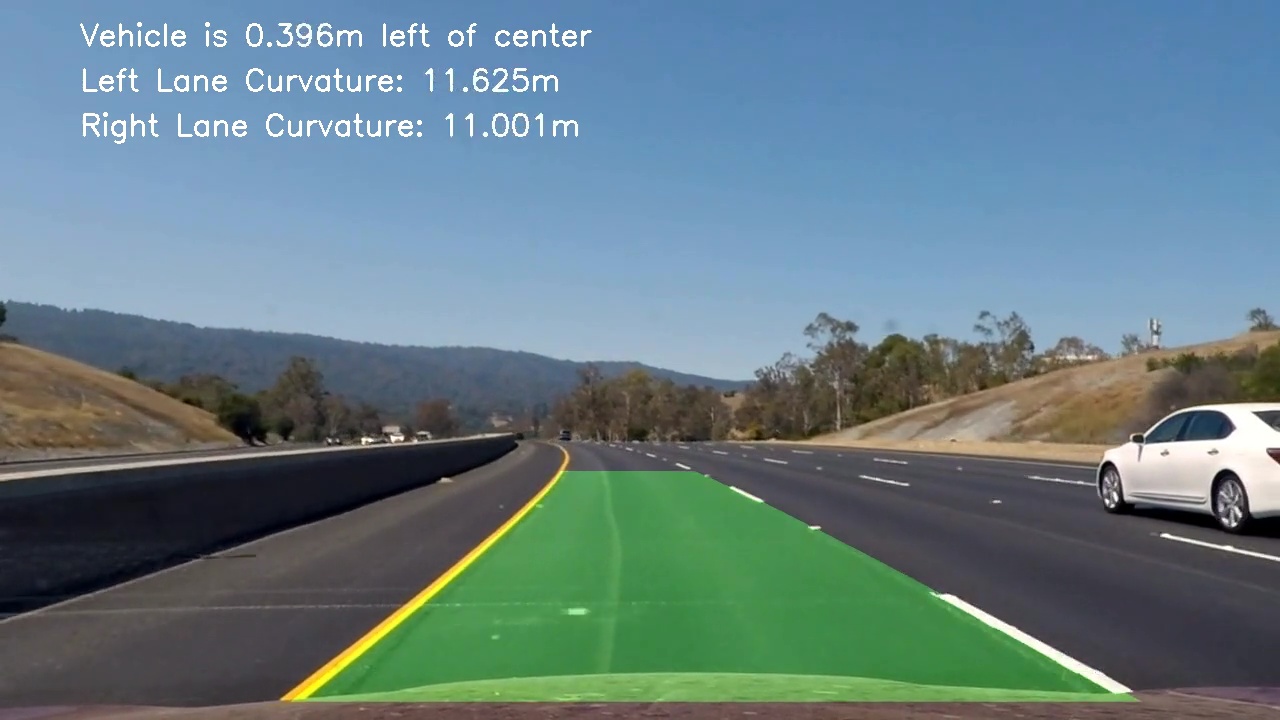 Vehicle is 0.396m left of center
Left Lane Curvature: 11.625m
Right Lane Curvature: 11.001m